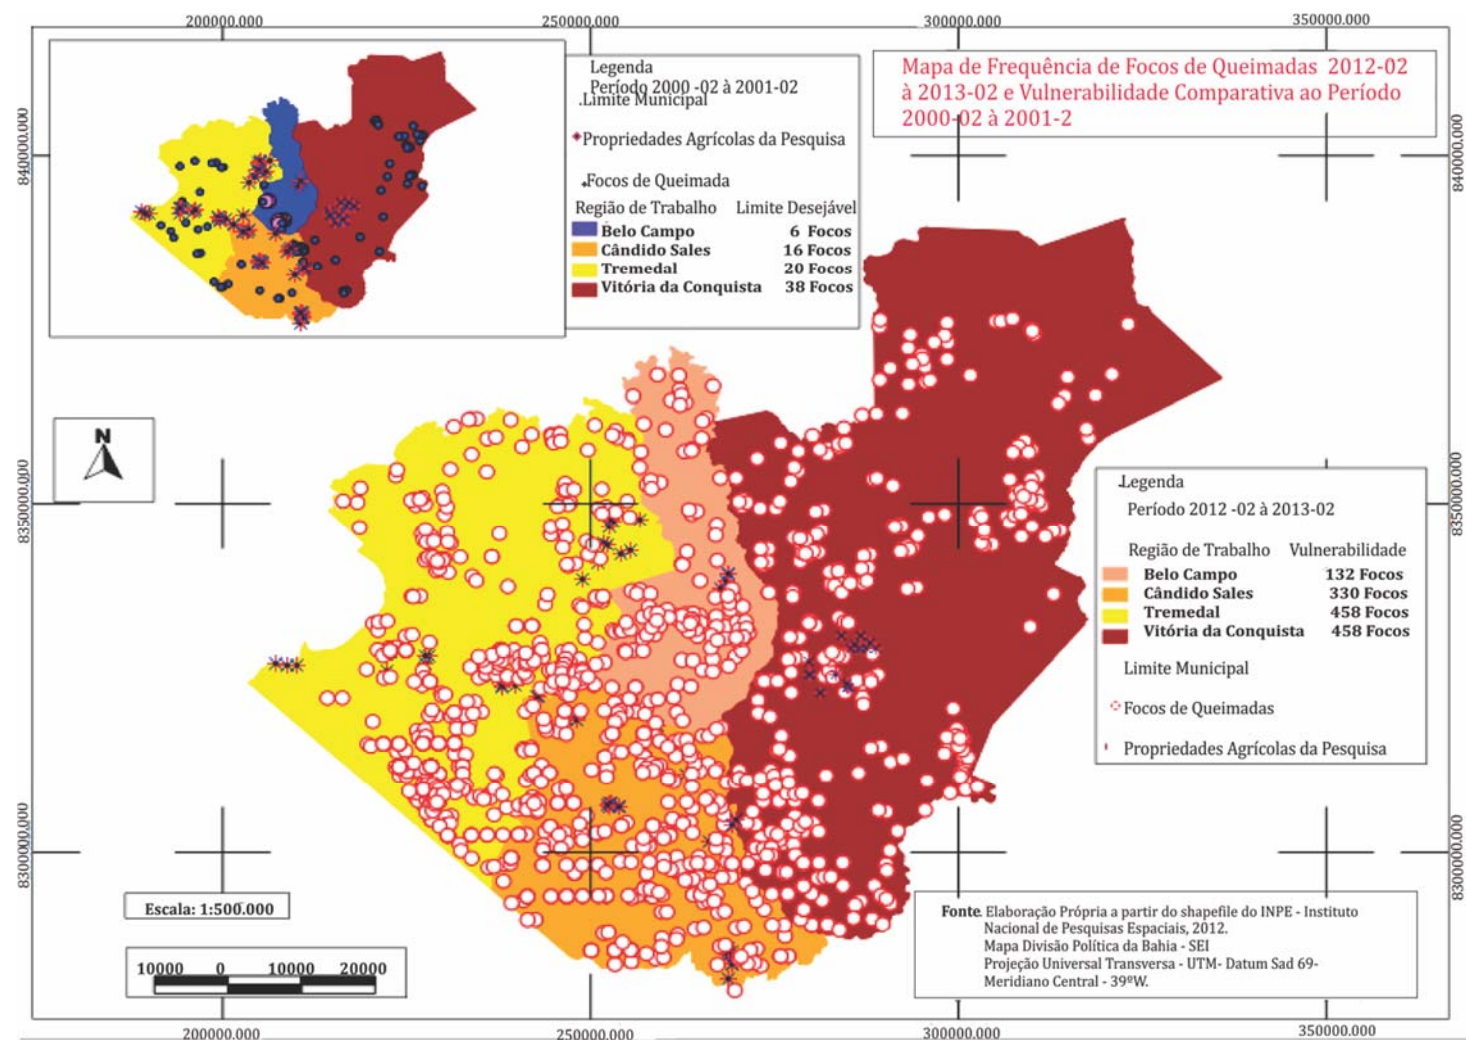 200000.000
250000.000
300000.000
350000.000
Legenda
Período 2000 -02 à 2001-02
.Limite Municipal
Propriedades Agrícolas da Pesquisa
Focos de Queimada
Região de Trabalho Limite Desejável
Belo Campo 6 Focos
Cândido Sales 16 Focos
Tremedal 20 Focos
Vitória da Conquista 38 Focos
Mapa de Frequência de Focos de Queimadas 2012-02
à 2013-02 e Vulnerabilidade Comparativa ao Período
2000-02 à 2001-2
8400000.000
8400000.000
N
8350000.000
8350000.000
Legenda
Período 2012 -02 à 2013-02
Região de Trabalho Vulnerabilidade
Belo Campo 132 Focos
Cândido Sales 330 Focos
Tremedal 458 Focos
Vitória da Conquista 458 Focos
Limite Municipal
Focos de Queimadas
Propriedades Agrícolas da Pesquisa
8300000.000
8300000.000
Escala: 1:500.000
10000 0 10000 20000
Fonte. Elaboração Própria a partir do shapefile do INPE - Instituto
Nacional de Pesquisas Espaciais, 2012.
Mapa Divisão Política da Bahia - SEI
Projeção Universal Transversa - UTM- Datum Sad 69-
Meridiano Central - 39ºW.
200000.000
250000.000
300000.000
350000.000